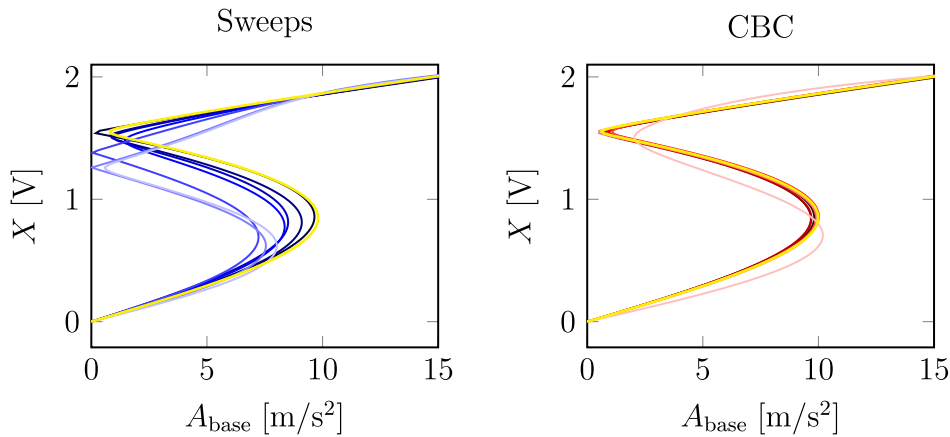 Sweeps
2
1
0
X [V]
0 5 10 15
A_base [m/s²]
CBC
2
1
0
X [V]
0 5 10 15
A_base [m/s²]